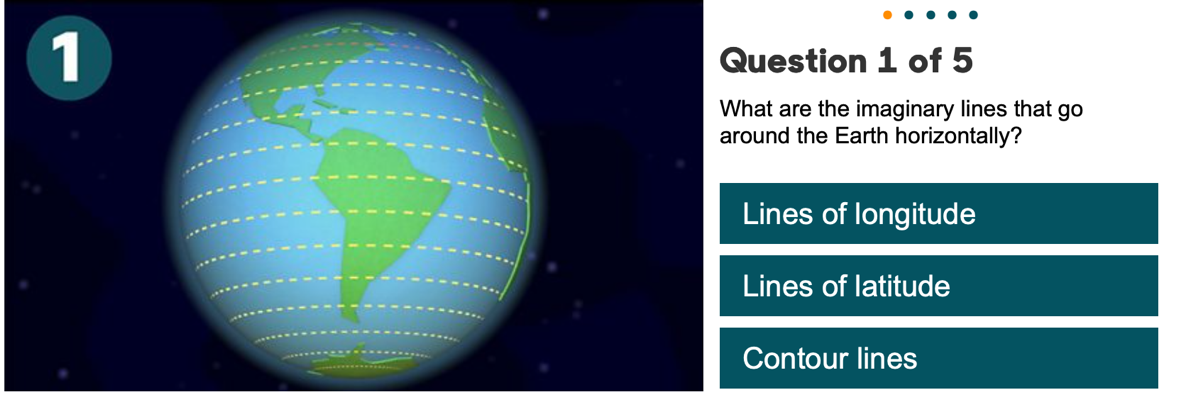 1
Question 1 of 5
What are the imaginary lines that go
around the Earth horizontally?
Lines of longitude
Lines of latitude
Contour lines